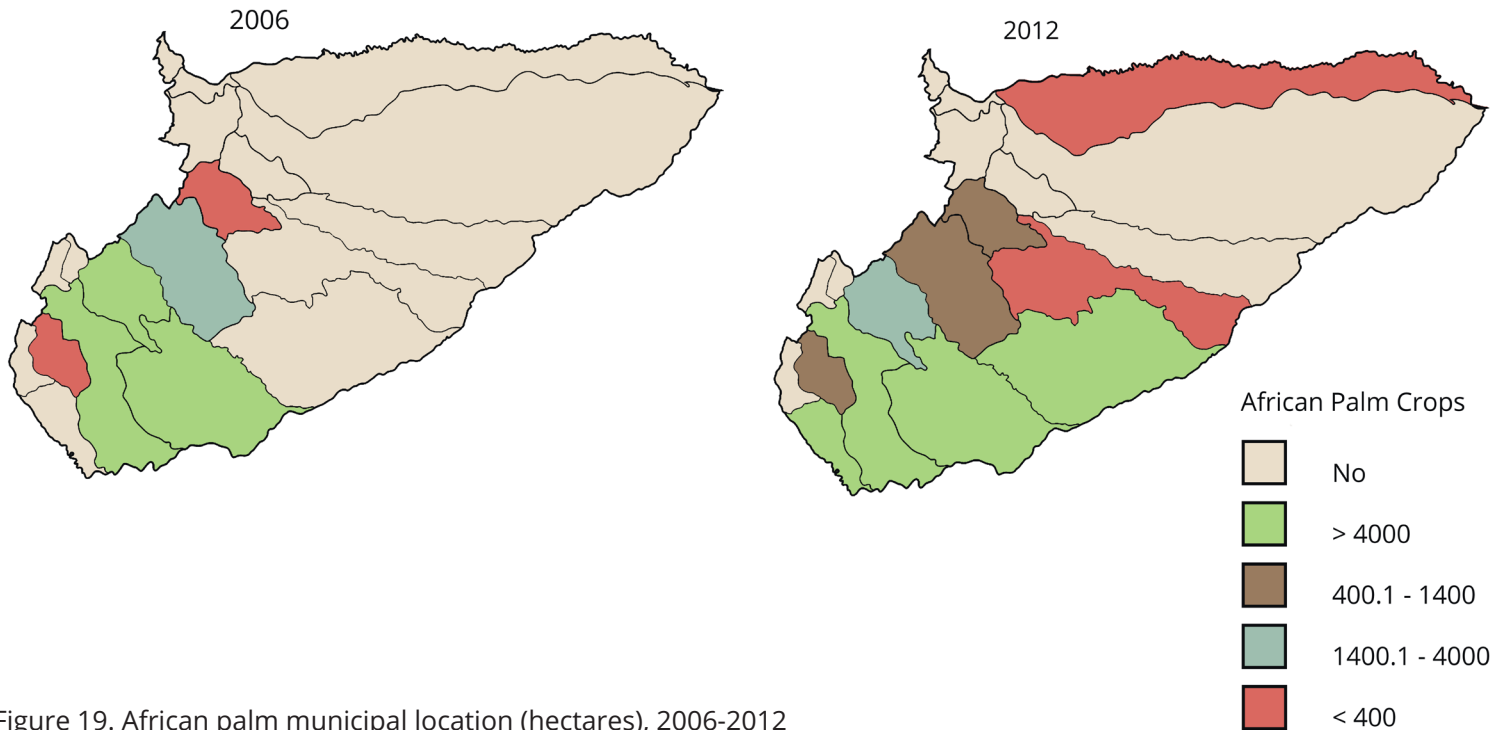 2006
2012
African Palm Crops
No
> 4000
400.1 - 1400
1400.1 - 4000
< 400
Figure 19. African palm municipal location (hectares), 2006-2012